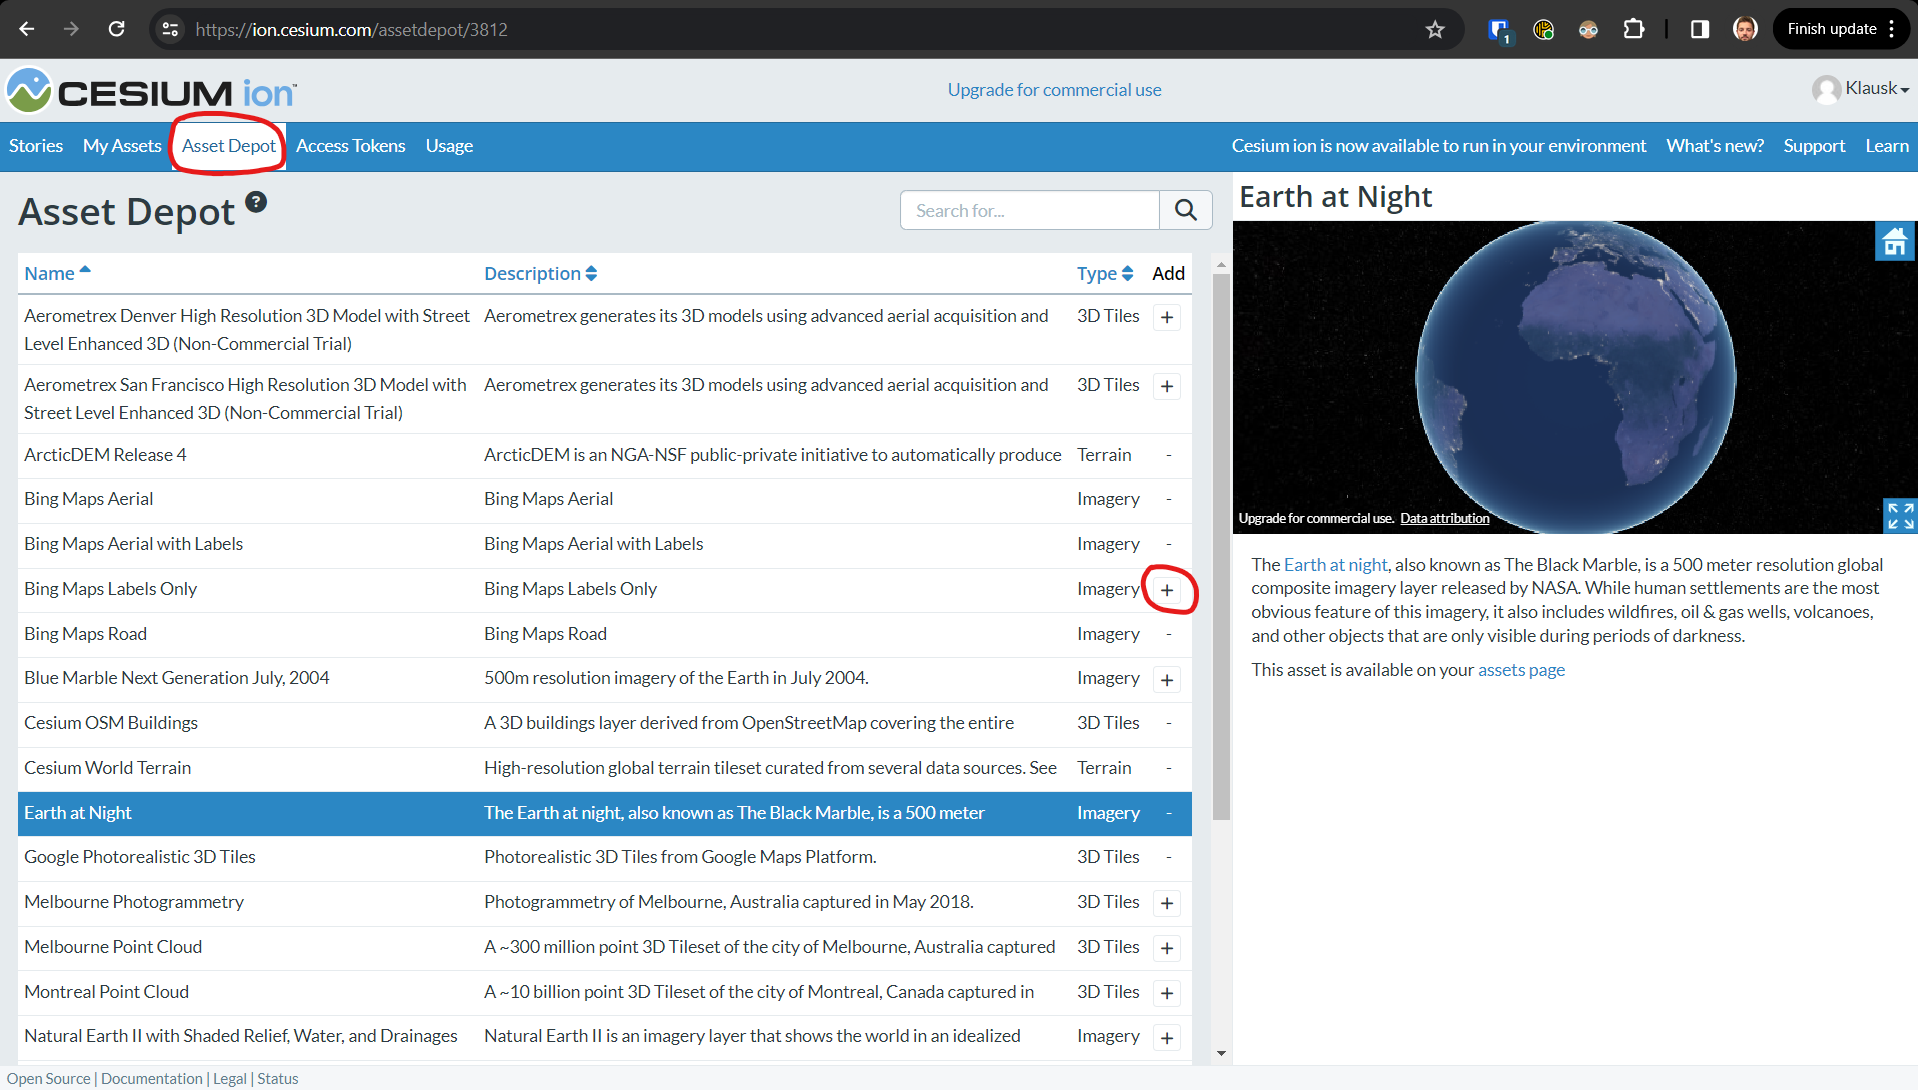 https://ion.cesium.com/assetdepot/3812
1
Finish update
CESIUM ion™
Upgrade for commercial use
Klausk
Stories My Assets Asset Depot Access Tokens Usage
Cesium ion is now available to run in your environment What's new? Support Learn
Asset Depot ?
Search for...
Name Description Type Add
Aerometrex Denver High Resolution 3D Model with Street Level Enhanced 3D (Non-Commercial Trial) Aerometrex generates its 3D models using advanced aerial acquisition and 3D Tiles +
Aerometrex San Francisco High Resolution 3D Model with Street Level Enhanced 3D (Non-Commercial Trial) Aerometrex generates its 3D models using advanced aerial acquisition and 3D Tiles +
ArcticDEM Release 4 ArcticDEM is an NGA-NSF public-private initiative to automatically produce Terrain -
Bing Maps Aerial Bing Maps Aerial Imagery -
Bing Maps Aerial with Labels Bing Maps Aerial with Labels Imagery -
Bing Maps Labels Only Bing Maps Labels Only Imagery +
Bing Maps Road Bing Maps Road Imagery -
Blue Marble Next Generation July, 2004 500m resolution imagery of the Earth in July 2004. Imagery +
Cesium OSM Buildings A 3D buildings layer derived from OpenStreetMap covering the entire 3D Tiles -
Cesium World Terrain High-resolution global terrain tileset curated from several data sources. See Terrain -
Earth at Night The Earth at night, also known as The Black Marble, is a 500 meter Imagery -
Google Photorealistic 3D Tiles Photorealistic 3D Tiles from Google Maps Platform. 3D Tiles -
Melbourne Photogrammetry Photogrammetry of Melbourne, Australia captured in May 2018. 3D Tiles +
Melbourne Point Cloud A ~300 million point 3D Tileset of the city of Melbourne, Australia captured 3D Tiles +
Montreal Point Cloud A ~10 billion point 3D Tileset of the city of Montreal, Canada captured in 3D Tiles +
Natural Earth II with Shaded Relief, Water, and Drainages Natural Earth II is an imagery layer that shows the world in an idealized Imagery +
Earth at Night
Upgrade for commercial use. Data attribution
The Earth at night, also known as The Black Marble, is a 500 meter resolution global
composite imagery layer released by NASA. While human settlements are the most
obvious feature of this imagery, it also includes wildfires, oil & gas wells, volcanoes,
and other objects that are only visible during periods of darkness.
This asset is available on your assets page
Open Source | Documentation | Legal | Status